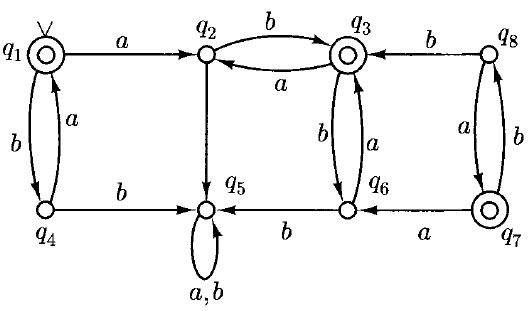 b
q₁ a q₂ a q₃ b q₈
b a b a a b
q₄ b q₅ b q₆ a q₇
a, b